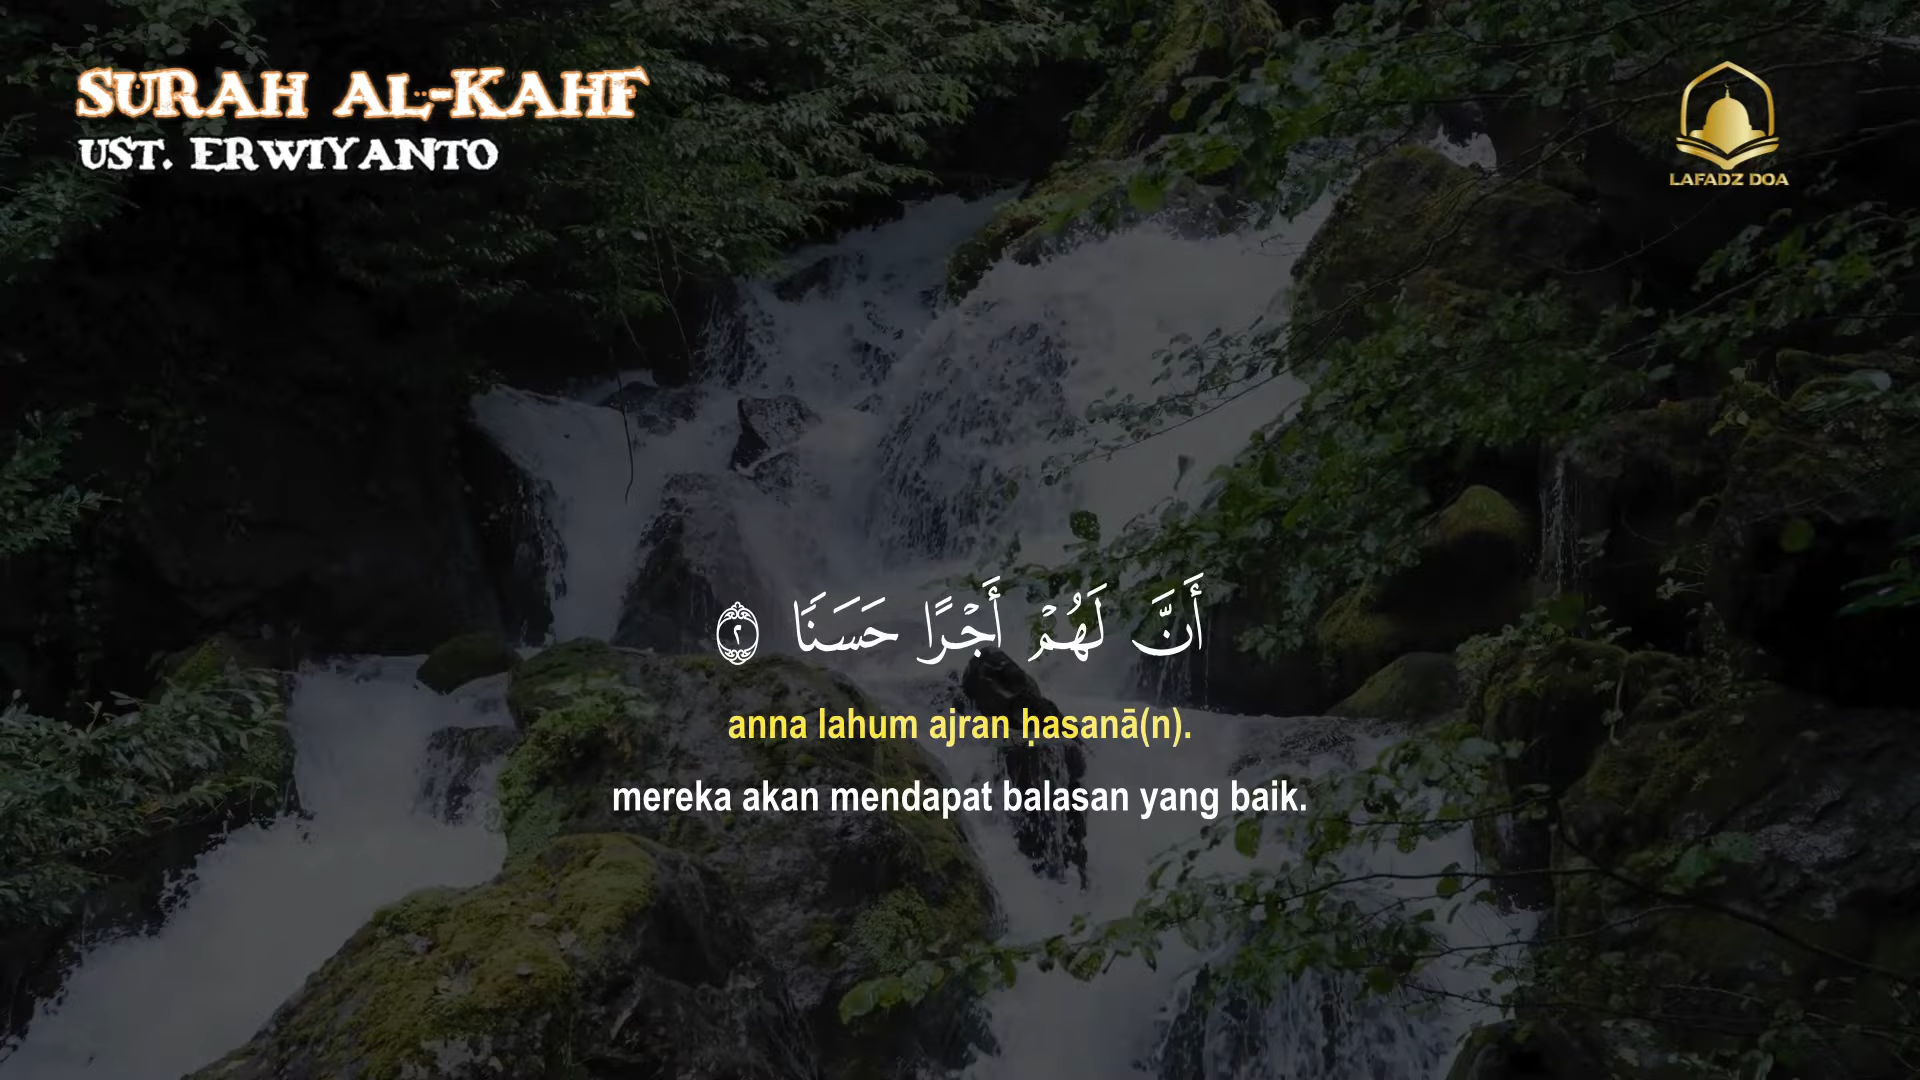 SURAH AL-KAHF
UST. ERWIYANTO
LAFADZ DOA
أَنَّ لَهُمْ أَجْرًا حَسَنًا ٢
anna lahum ajran ḥasanā(n).
mereka akan mendapat balasan yang baik.